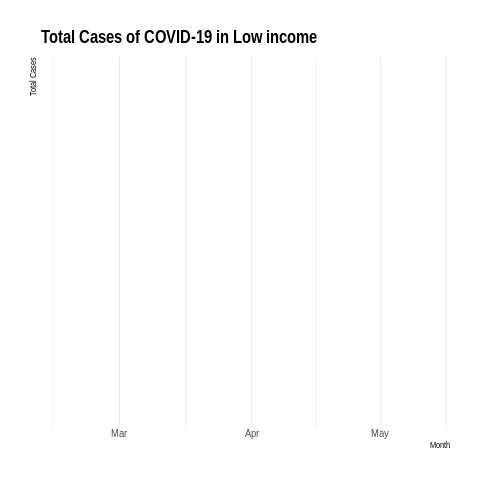 Total Cases of COVID-19 in Low income
Total Cases
Mar
Apr
May
Month